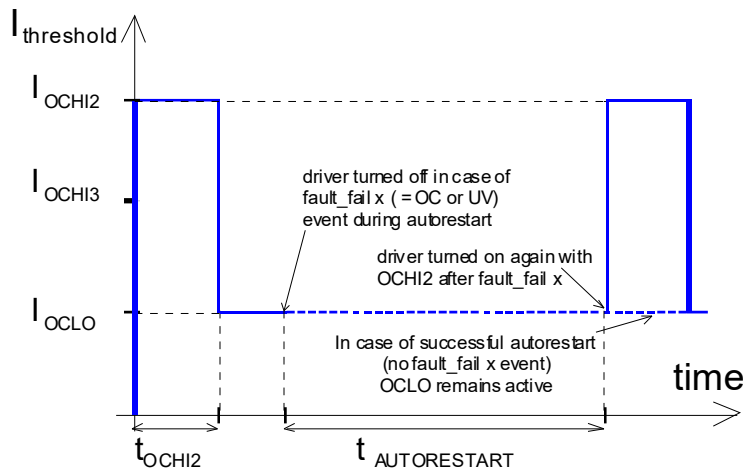 I threshold
I OCHI2
I OCHI3
driver turned off in case of
fault_fail x ( = OC or UV)
event during autorestart
driver turned on again with
OCHI2 after fault_fail x
I OCLO
In case of successful autorestart
(no fault_fail x event)
OCLO remains active
time
t OCHI2
t AUTORESTART